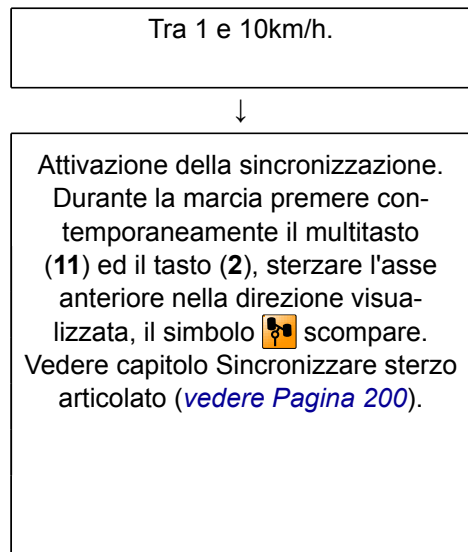 Tra 1 e 10km/h.
↓
Attivazione della sincronizzazione.
Durante la marcia premere con-
temporaneamente il multitasto
(11) ed il tasto (2), sterzare l'asse
anteriore nella direzione visua-
lizzata, il simbolo scompare.
Vedere capitolo Sincronizzare sterzo
articolato (vedere Pagina 200).